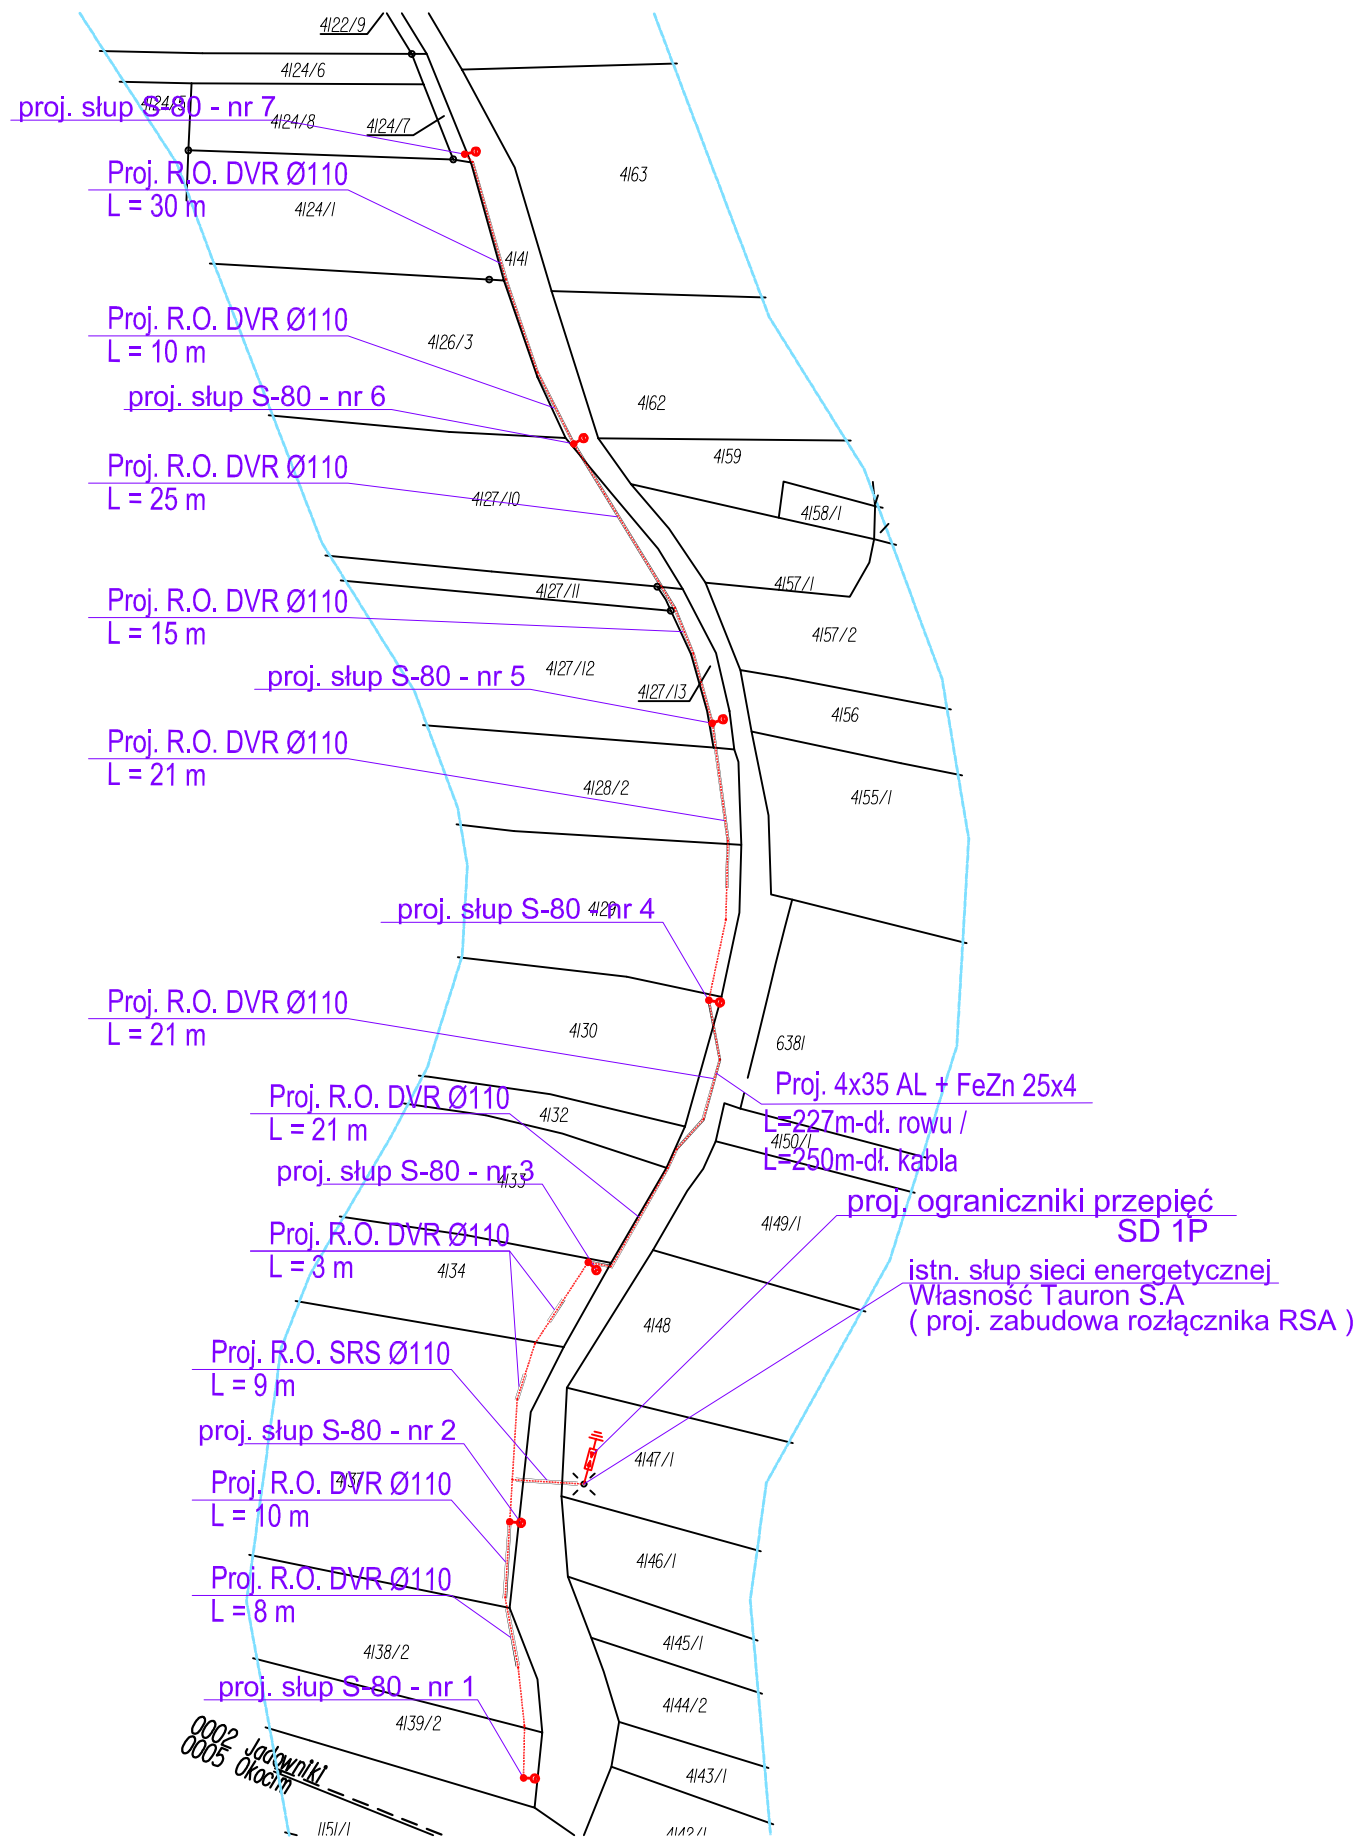 4122/9
4124/6
4124/5
proj. słup S-80 - nr 7
4124/8
4124/7
Proj. R.O. DVR Ø110
L = 30 m
4163
4124/1
4141
Proj. R.O. DVR Ø110
L = 10 m
4126/3
proj. słup S-80 - nr 6
4162
4159
Proj. R.O. DVR Ø110
L = 25 m
4127/10
4158/1
4127/11
4157/1
Proj. R.O. DVR Ø110
L = 15 m
4157/2
4127/12
proj. słup S-80 - nr 5
4127/13
4156
Proj. R.O. DVR Ø110
L = 21 m
4128/2
4155/1
proj. słup S-80 - nr 4
4129
Proj. R.O. DVR Ø110
L = 21 m
4130
6381
Proj. 4x35 AL + FeZn 25x4
L=227m-dł. rowu /
L=250m-dł. kabla
Proj. R.O. DVR Ø110
L = 21 m
4132
4150/1
proj. słup S-80 - nr 3
4133
proj. ograniczniki przepięć
SD 1P
4149/1
Proj. R.O. DVR Ø110
L = 3 m
4134
istn. słup sieci energetycznej
Własność Tauron S.A
( proj. zabudowa rozłącznika RSA )
4148
Proj. R.O. SRS Ø110
L = 9 m
proj. słup S-80 - nr 2
4147/1
4137
Proj. R.O. DVR Ø110
L = 10 m
4146/1
Proj. R.O. DVR Ø110
L = 8 m
4138/2
4145/1
proj. słup S-80 - nr 1
4144/2
4139/2
0002 Jadowniki
0005 Okocim
4143/1
1151/1
4142/1